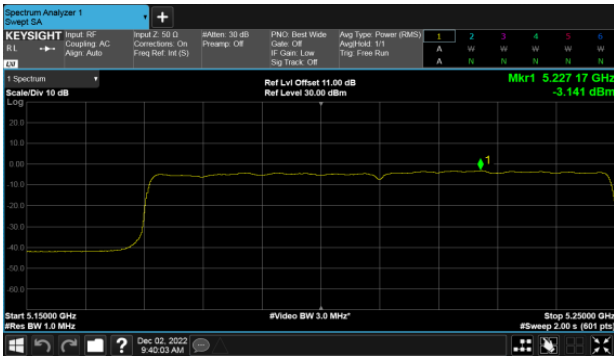 Spectrum Analyzer 1
Swept SA
KEYSIGHT Input: RF Input Z: 50 Ω #Atten: 30 dB PNO: Best Wide Avg Type: Power (RMS) 1 2 3 4 5 6
RL Coupling: AC Corrections: On Preamp: Off Gate: Off Avg|Hold: 1/1 A W W W W W
Align: Auto Freq Ref: Int (S) IF Gain: Low Trig: Free Run
Sig Track: Off A N N N N N
LXI
1 Spectrum Ref Lvl Offset 11.00 dB Mkr1 5.227 17 GHz
Scale/Div 10 dB Ref Level 30.00 dBm -3.141 dBm
Log
20.0
10.0
0.00 1
-10.0
-20.0
-30.0
-40.0
-50.0
-60.0
Start 5.15000 GHz #Video BW 3.0 MHz* Stop 5.25000 GHz
#Res BW 1.0 MHz #Sweep 2.00 s (601 pts)
? Dec 02, 2022
9:40:03 AM